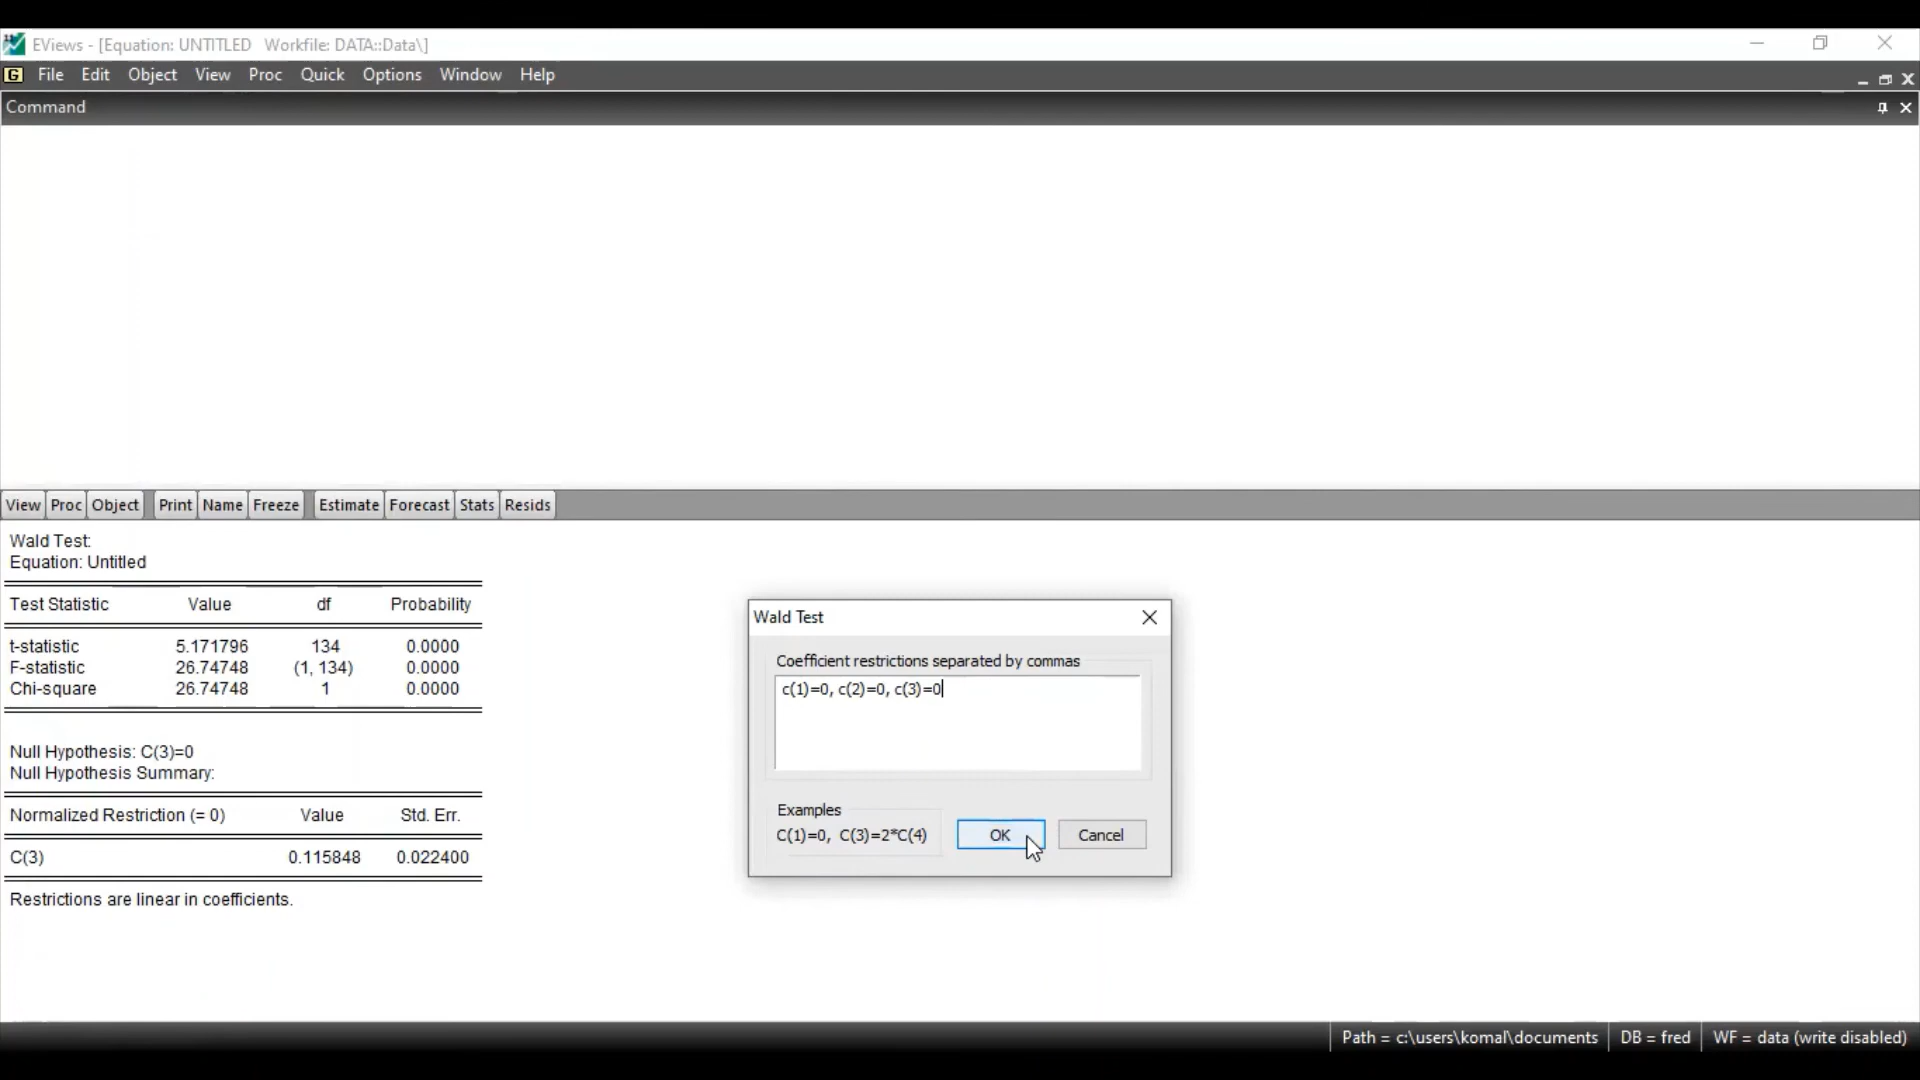 EViews - [Equation: UNTITLED   Workfile: DATA::Data\]
G File Edit Object View Proc Quick Options Window Help
Command
View Proc Object Print Name Freeze Estimate Forecast Stats Resids
Wald Test:
Equation: Untitled
Test Statistic Value df Probability
t-statistic 5.171796 134 0.0000
F-statistic 26.74748 (1, 134) 0.0000
Chi-square 26.74748 1 0.0000
Null Hypothesis: C(3)=0
Null Hypothesis Summary:
Normalized Restriction (= 0) Value Std. Err.
C(3) 0.115848 0.022400
Restrictions are linear in coefficients.
Wald Test
Coefficient restrictions separated by commas
c(1)=0, c(2)=0, c(3)=0
Examples
C(1)=0,  C(3)=2*C(4)
OK Cancel
Path = c:\users\komal\documents DB = fred WF = data (write disabled)